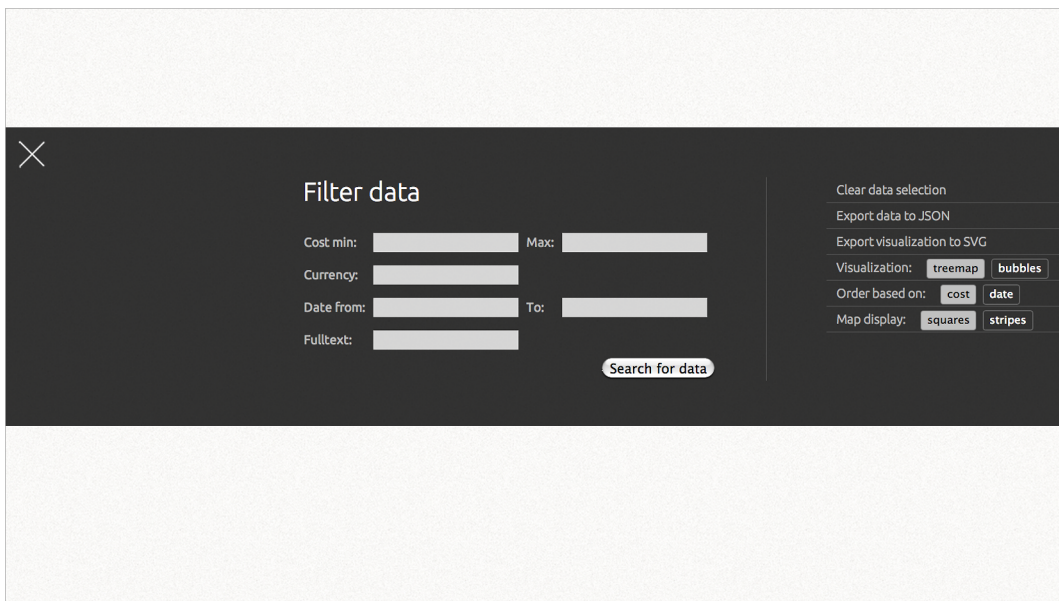 Filter data
Cost min: Max:
Currency:
Date from: To:
Fulltext:
Search for data
Clear data selection
Export data to JSON
Export visualization to SVG
Visualization: treemap bubbles
Order based on: cost date
Map display: squares stripes